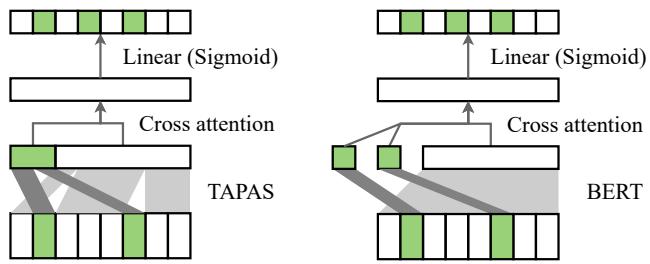 Linear (Sigmoid)
Cross attention
TAPAS
Linear (Sigmoid)
Cross attention
BERT